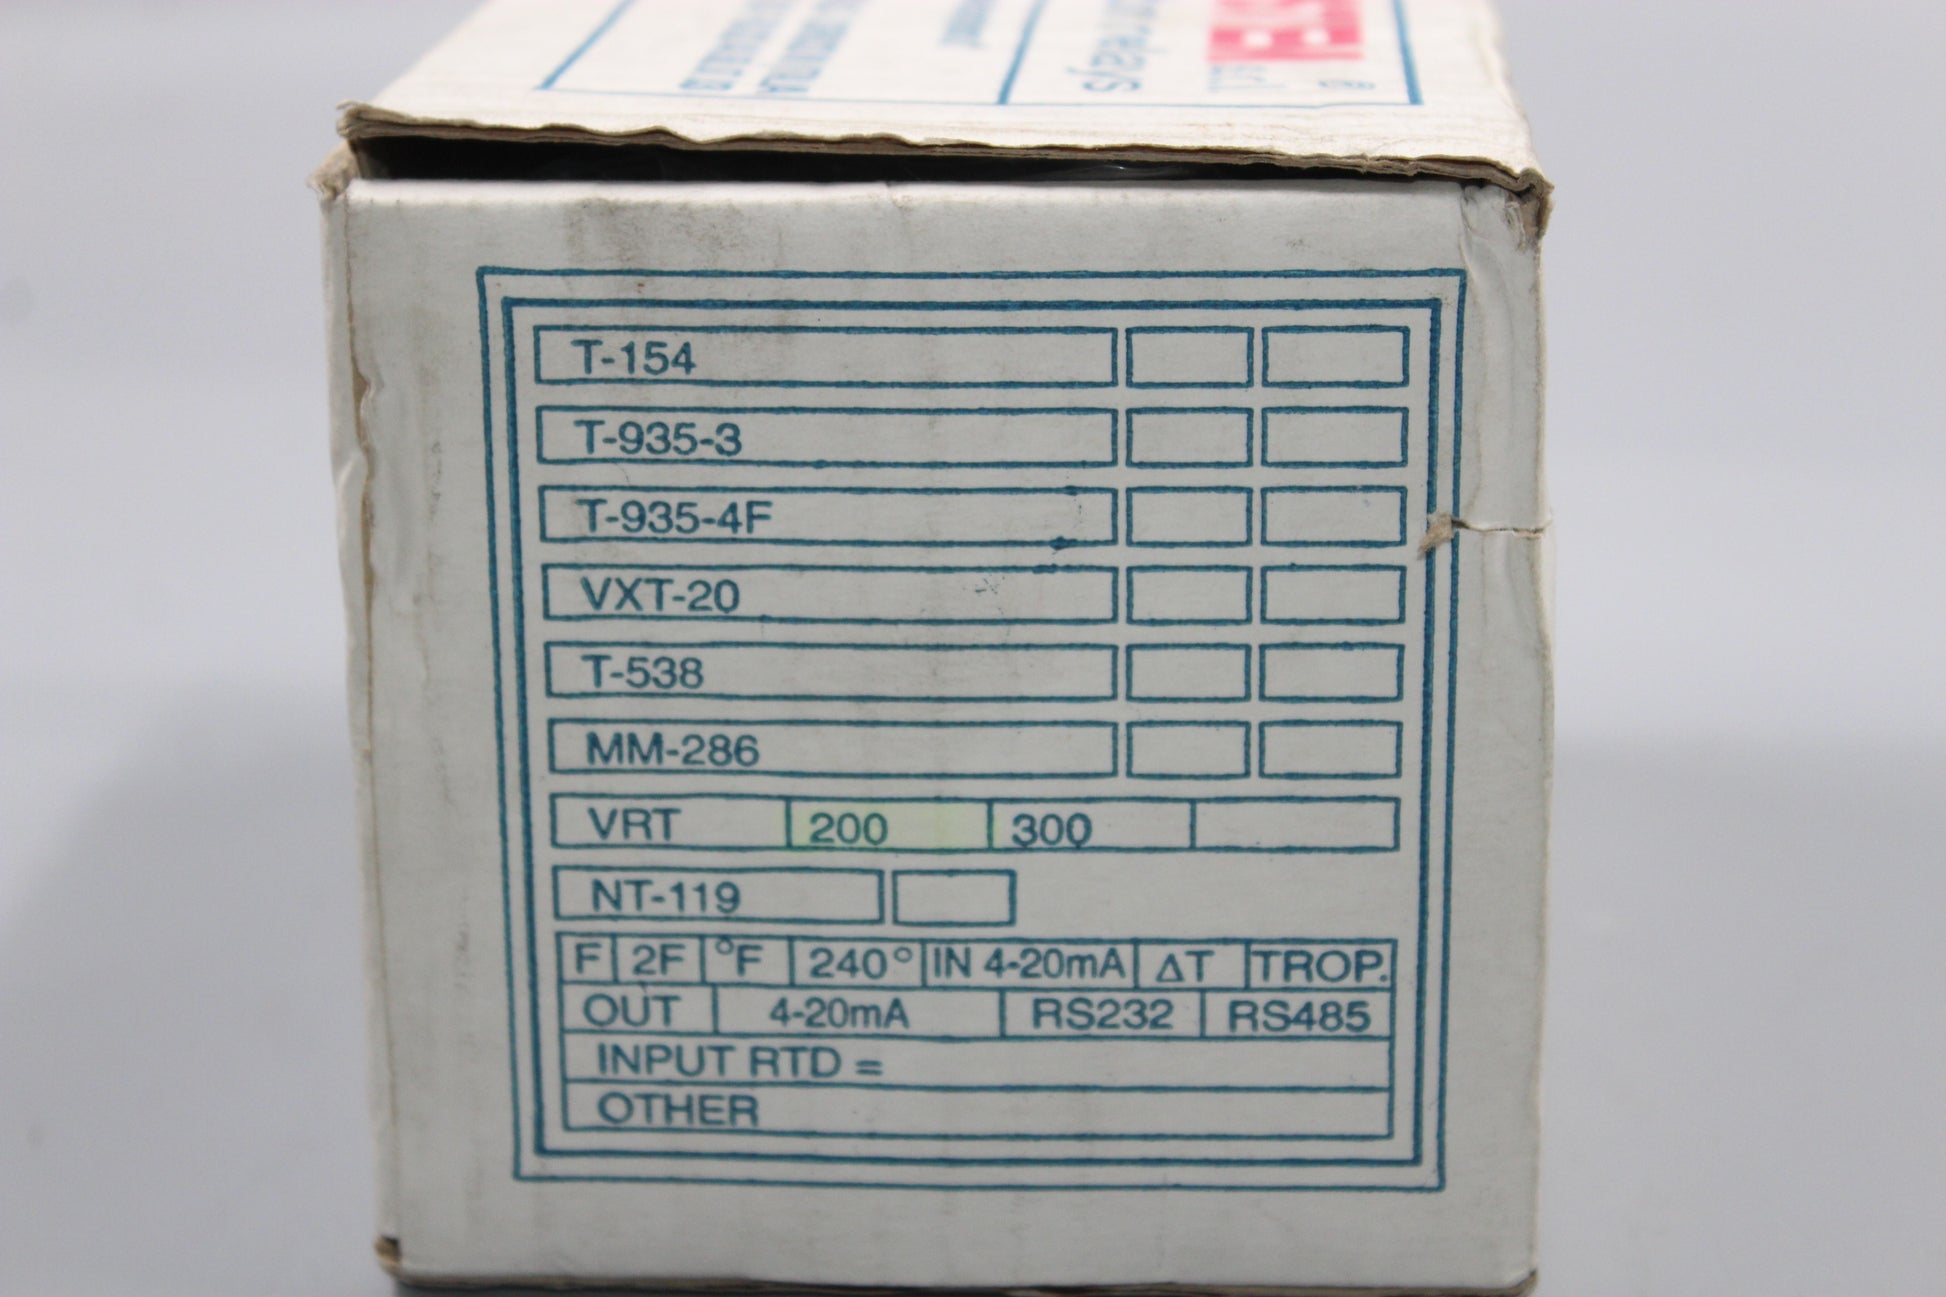 relays
T-154
T-935-3
T-935-4F
VXT-20
T-538
MM-286
VRT 200 300
NT-119
F 2F °F 240° IN 4-20mA ΔT TROP.
OUT 4-20mA RS232 RS485
INPUT RTD =
OTHER